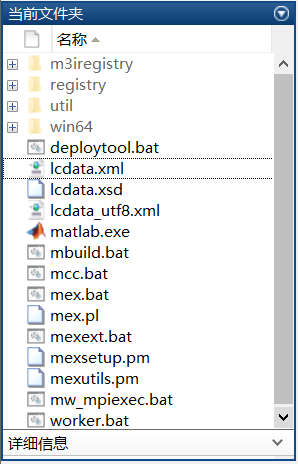 当前文件夹
名称
m3iregistry
registry
util
win64
deploytool.bat
lcdata.xml
lcdata.xsd
lcdata_utf8.xml
matlab.exe
mbuild.bat
mcc.bat
mex.bat
mex.pl
mexext.bat
mexsetup.pm
mexutils.pm
mw_mpiexec.bat
worker.bat
详细信息